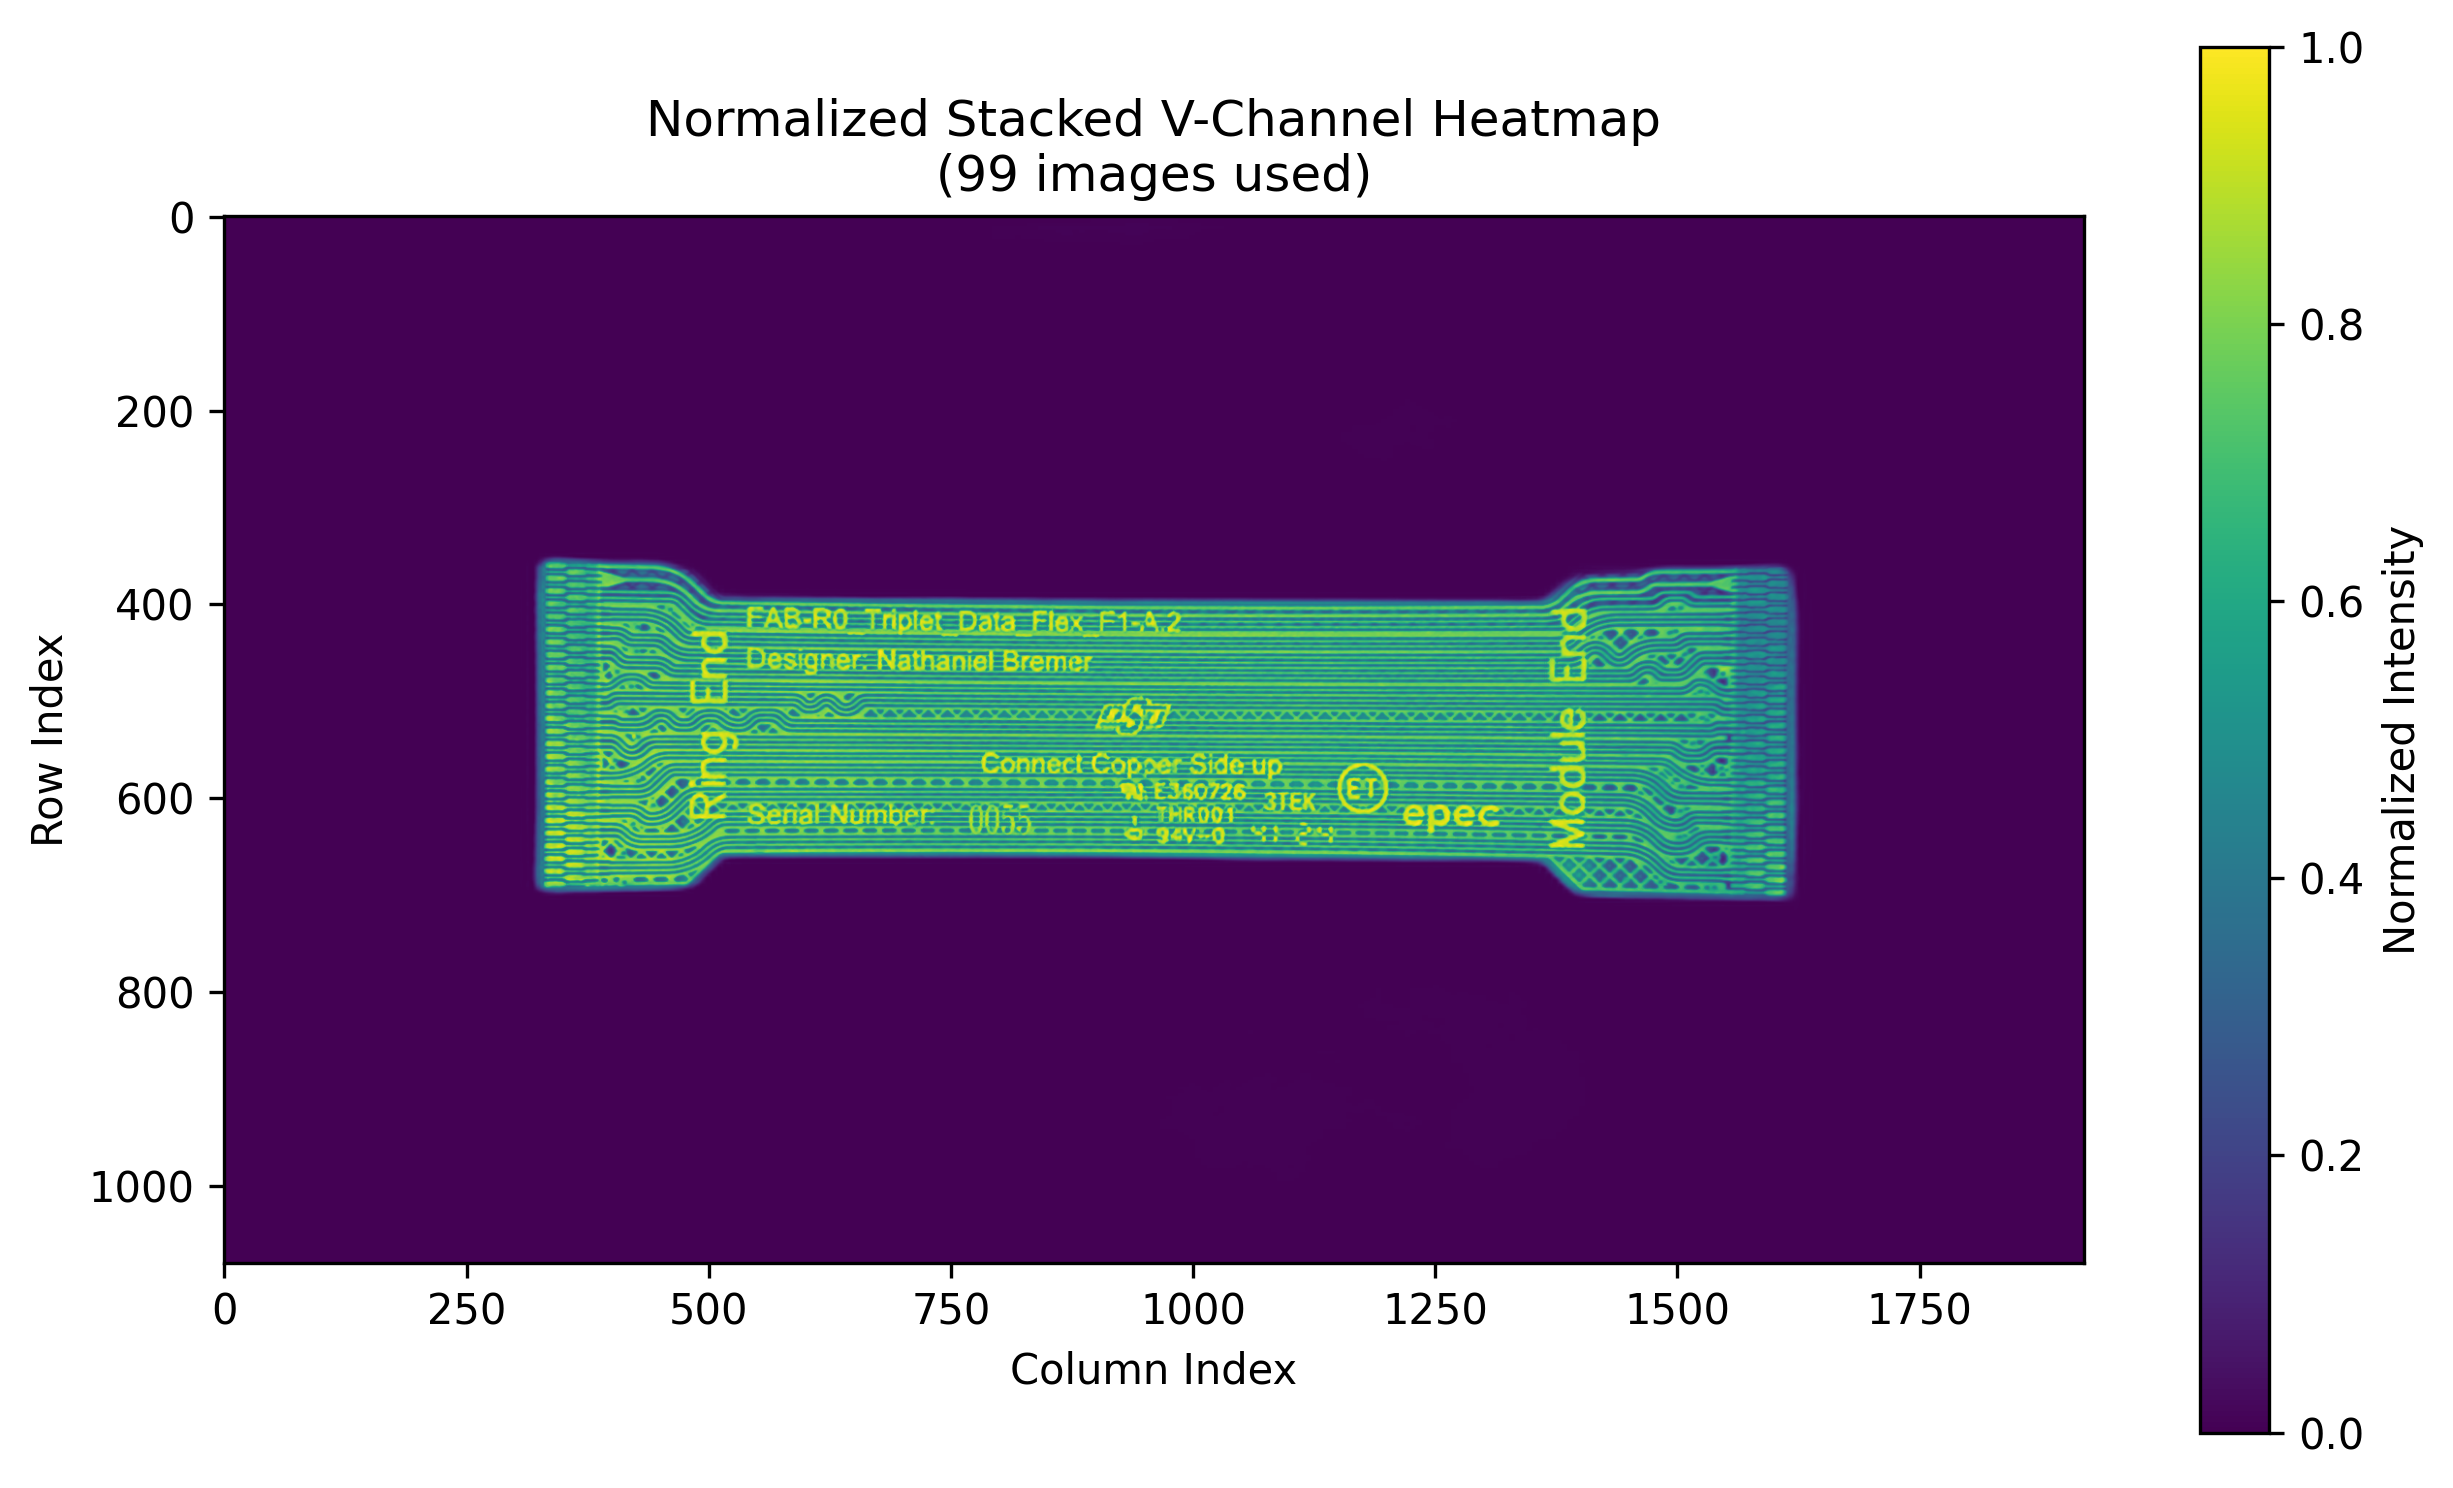 Normalized Stacked V-Channel Heatmap
(99 images used)
0
200
400
600
800
1000
Row Index
0
250
500
750
1000
1250
1500
1750
Column Index
FAB-R0_Triplet_Data_Flex_F1-A.2
Designer: Nathaniel Bremer
Ring End
Module End
Connect Copper Side up
E360726
THR001
94V-0
3TEK
ET
epec
Serial Number: 0055
1.0
0.8
0.6
0.4
0.2
0.0
Normalized Intensity